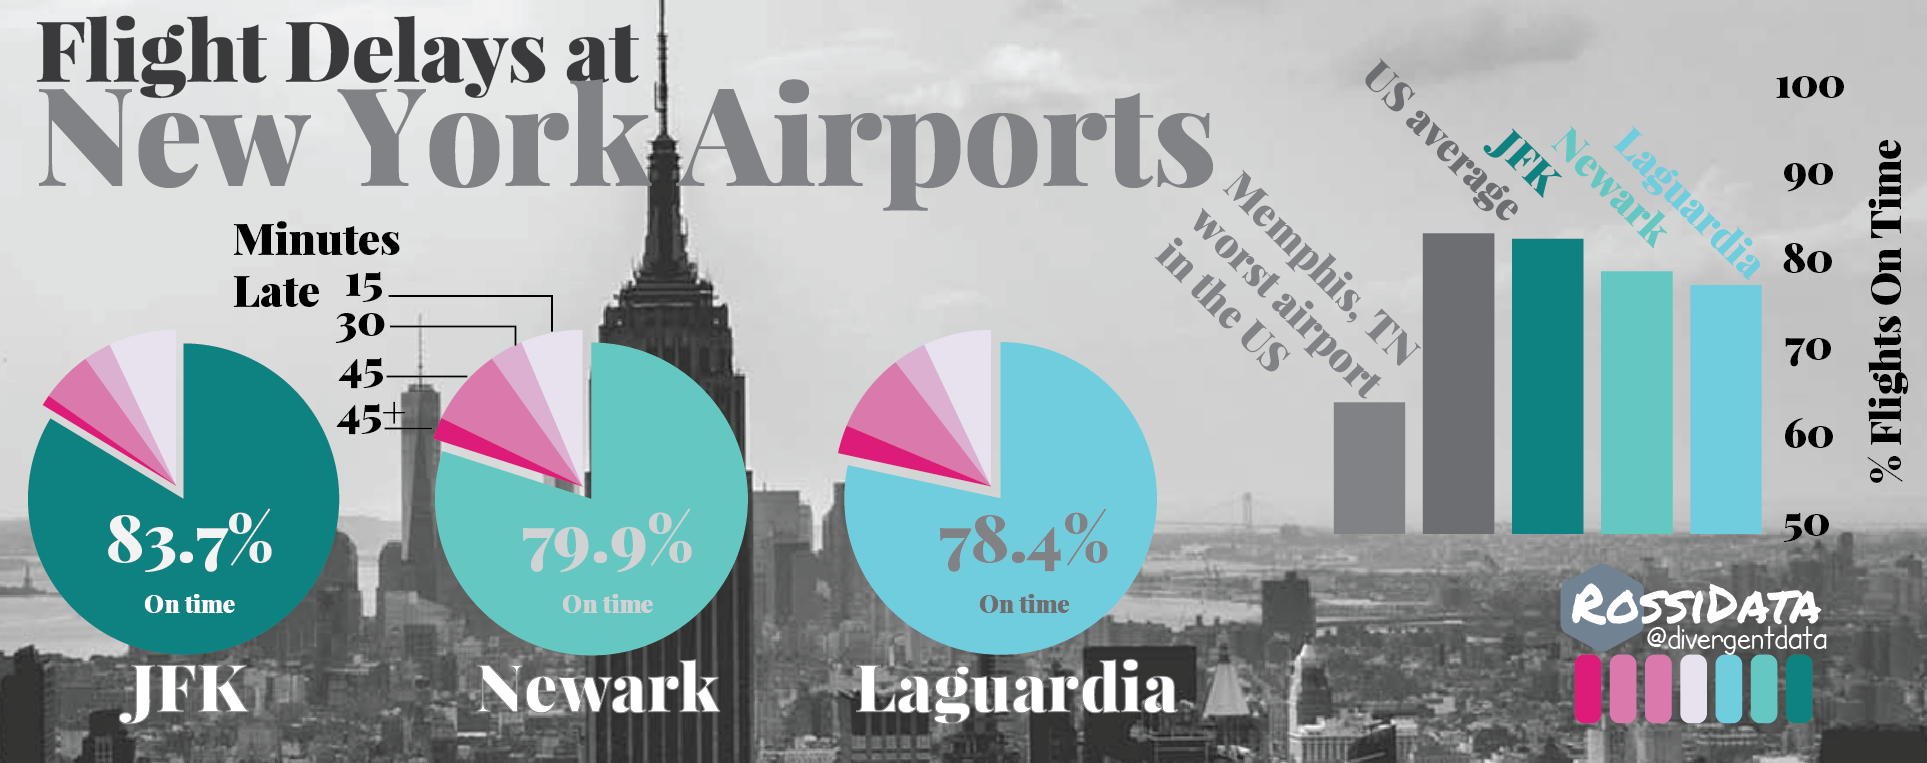 Flight Delays at
New York Airports
Minutes
Late
15
30
45
45+
83.7%
On time
JFK
79.9%
On time
Newark
78.4%
On time
Laguardia
Memphis, TN
worst airport
in the US
US average
JFK
Newark
Laguardia
100
90
80
70
60
50
% Flights On Time
RossiData
@divergentdata